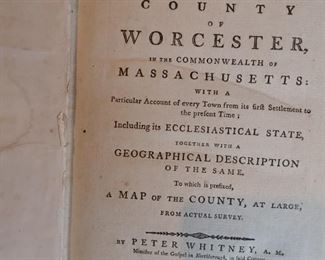 COUNTY
OF
WORCESTER,
IN THE COMMONWEALTH OF
MASSACHUSETTS:
WITH A
Particular Account of every Town from its first Settlement to
the present Time;
Including its ECCLESIASTICAL STATE,
TOGETHER WITH A
GEOGRAPHICAL DESCRIPTION
OF THE SAME.
To which is prefixed,
A MAP OF THE COUNTY, AT LARGE,
FROM ACTUAL SURVEY.
BY PETER WHITNEY, A. M.
Minister of the Gospel in Northborough, in said County